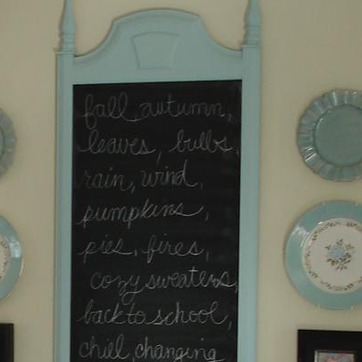 fall, autumn,
leaves, bulbs,
rain, wind,
pumpkins,
pies, fires,
cozy sweaters,
back to school,
chill, changing